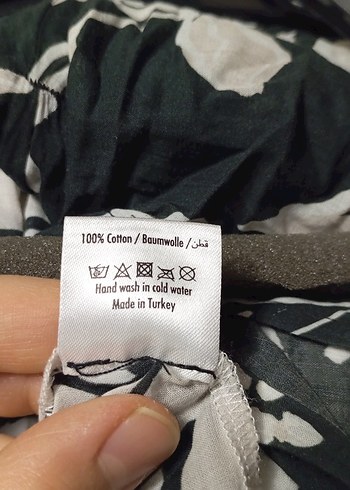 100% Cotton / Baumwolle / قطن
Hand wash in cold water
Made in Turkey